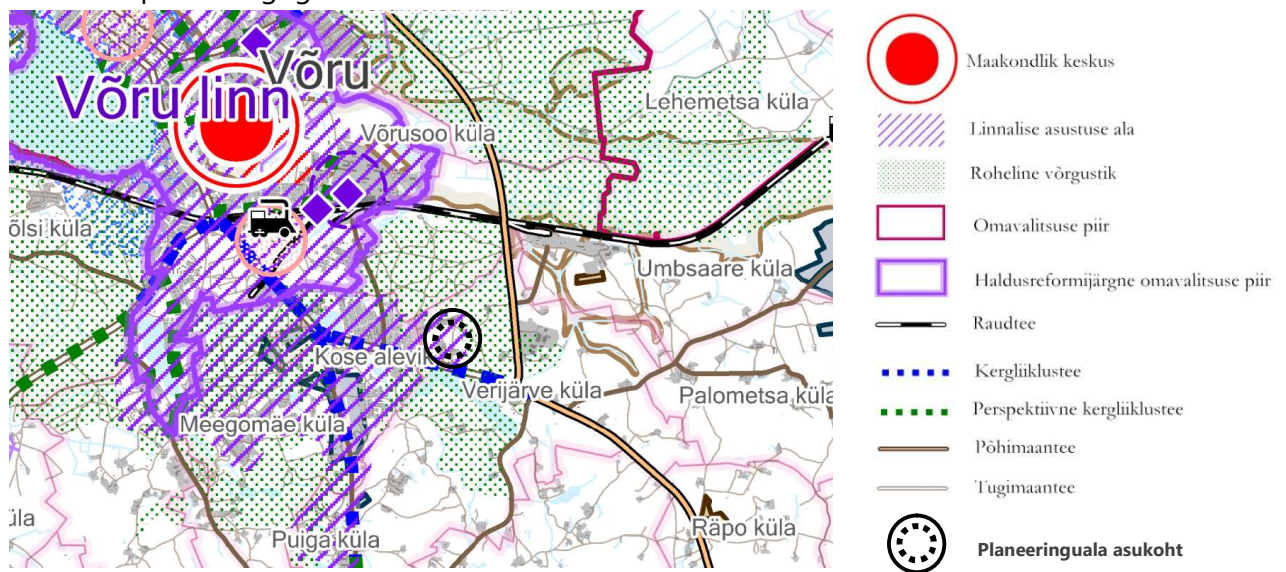 Võru
Võru linn
Lehemetsa küla
Võrusoo küla
õlsi küla
Umbsaare küla
Kose alevik
Verijärve küla
Palometsa küla
Meegomäe küla
üla
Räpo küla
Puiga küla
Maakondlik keskus
Linnalise asustuse ala
Roheline võrgustik
Omavalitsuse piir
Haldusreformijärgne omavalitsuse piir
Raudtee
Kergliiklustee
Perspektiivne kergliiklustee
Põhimaantee
Tugimaantee
Planeeringuala asukoht